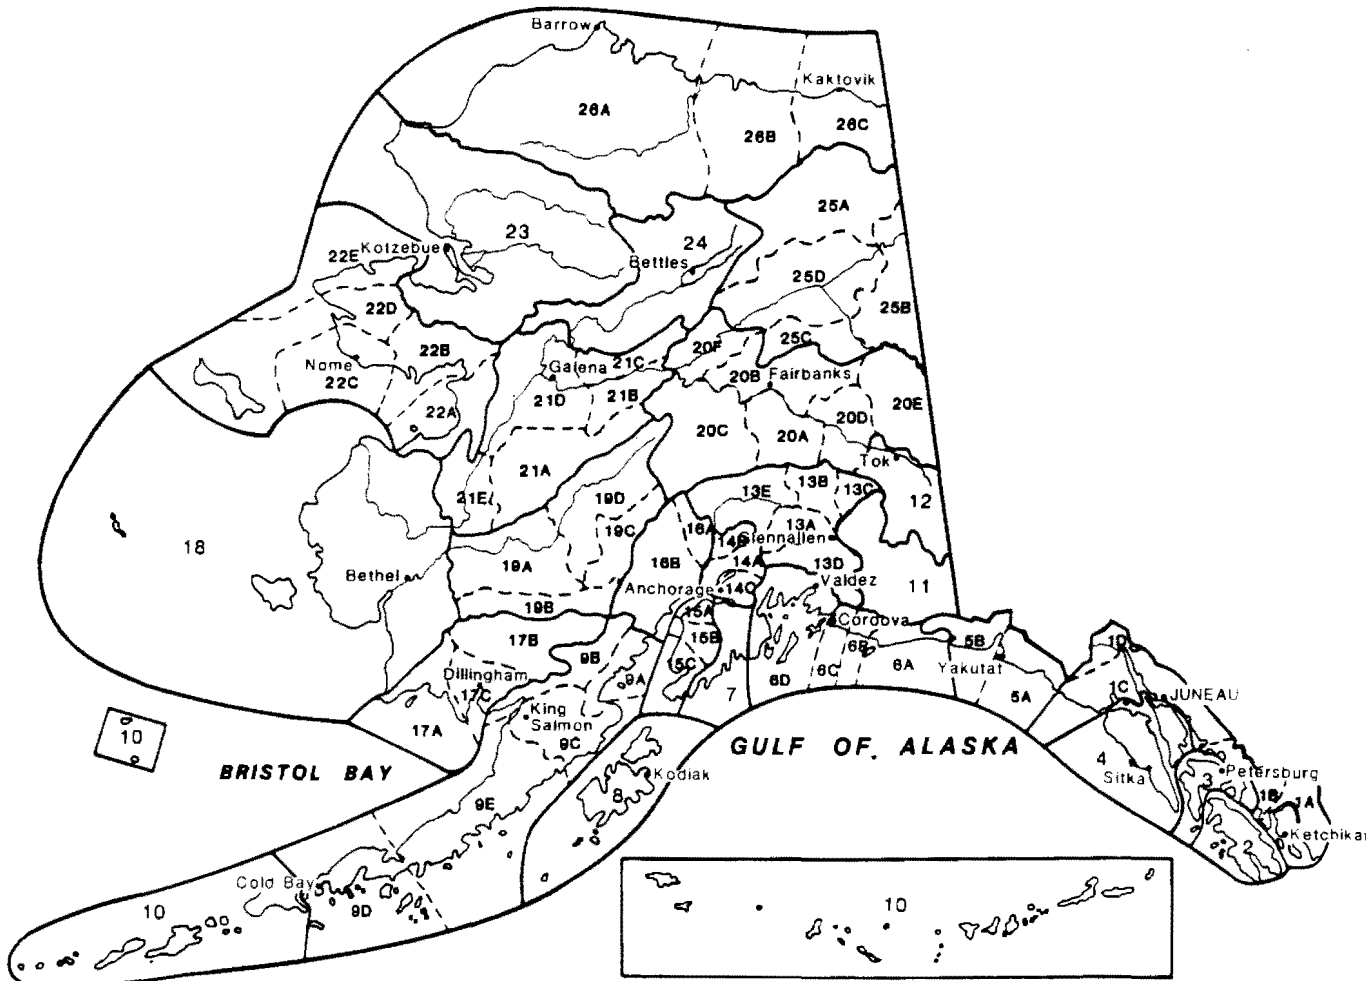 Barrow
Kaktovik
26A
26B
26C
25A
23
24
Kotzebue
22E
Bettles
25D
22D
25B
22B
20F
25C
Nome
22C
Galena
21C
20B
Fairbanks
21D
21B
22A
20D
20E
20C
20A
Tok
21A
21E
19D
13E
13B
13C
12
19C
16A
13A
14B
Glennallen
18
19A
16B
14A
13D
11
Bethel
Anchorage
14C
Valdez
19B
15A
Cordova
17B
15B
6B
5B
1D
9B
15C
6C
6A
Yakutat
Dillingham
17C
9A
6D
1C
JUNEAU
7
5A
King
Salmon
17A
9C
10
BRISTOL BAY
GULF OF. ALASKA
4
Sitka
Kodiak
3
Petersburg
8
9E
1B
1A
Ketchikan
2
Cold Bay
10
9D
10